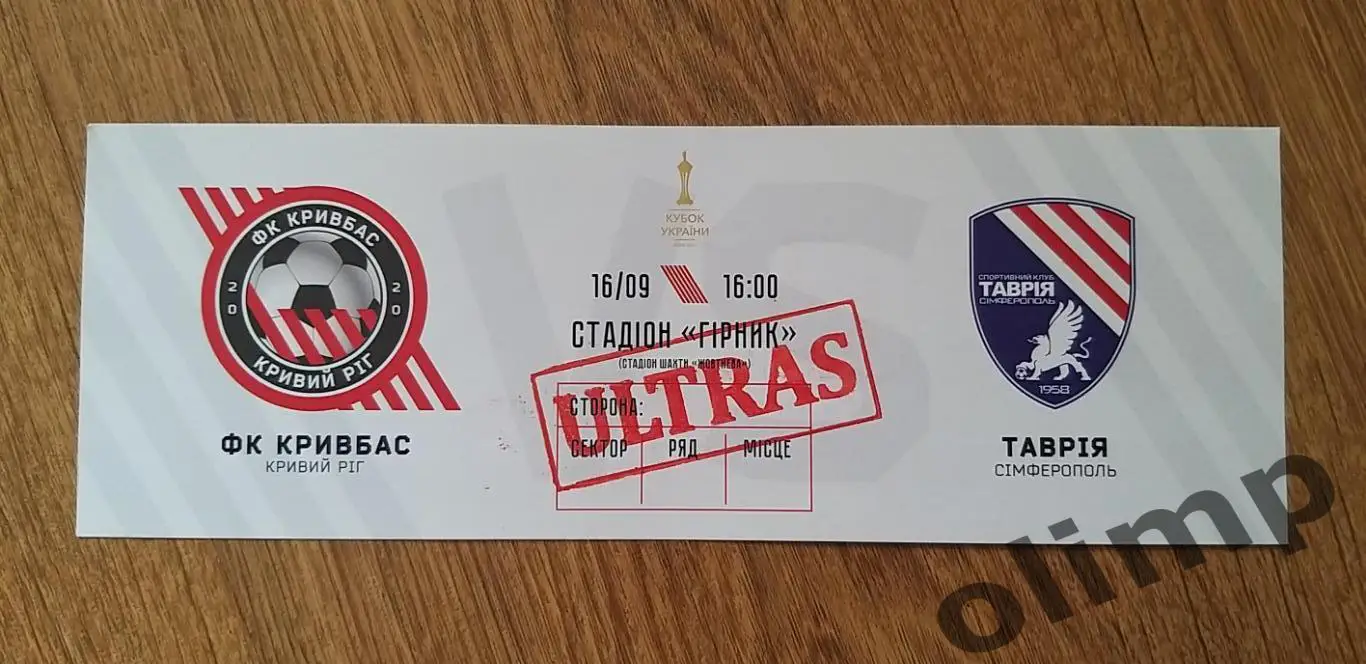 ФК КРИВБАС
20 20
КРИВИЙ РІГ
ФК КРИВБАС
КРИВИЙ РІГ
КУБОК
УКРАЇНИ
VS
16/09 16:00
СТАДІОН «ГІРНИК»
(СТАДІОН ШАХТИ «ЖОВТНЕВА»)
ULTRAS
СТОРОНА:
СЕКТОР РЯД МІСЦЕ
СПОРТИВНИЙ КЛУБ
ТАВРІЯ
СІМФЕРОПОЛЬ
1958
ТАВРІЯ
СІМФЕРОПОЛЬ
olimp